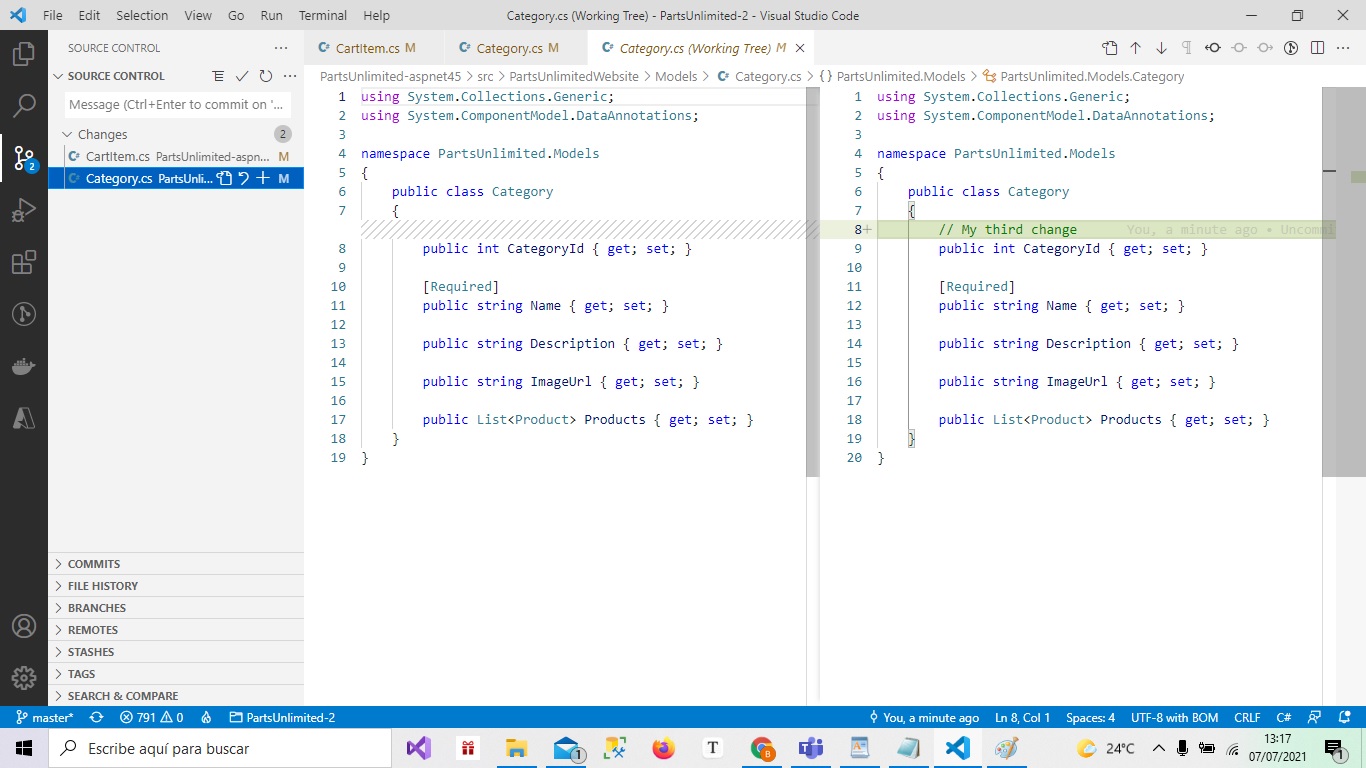 File Edit Selection View Go Run Terminal Help Category.cs (Working Tree) - PartsUnlimited-2 - Visual Studio Code
SOURCE CONTROL
SOURCE CONTROL
Message (Ctrl+Enter to commit on '...
Changes 2
CartItem.cs PartsUnlimited-aspn... M
Category.cs PartsUnli... M
2
COMMITS
FILE HISTORY
BRANCHES
REMOTES
STASHES
TAGS
SEARCH & COMPARE
CartItem.cs M Category.cs M Category.cs (Working Tree) M
PartsUnlimited-aspnet45 > src > PartsUnlimitedWebsite > Models > Category.cs > {} PartsUnlimited.Models > PartsUnlimited.Models.Category
1 using System.Collections.Generic;
2 using System.ComponentModel.DataAnnotations;
3
4 namespace PartsUnlimited.Models
5 {
6 public class Category
7 {
8 public int CategoryId { get; set; }
9
10 [Required]
11 public string Name { get; set; }
12
13 public string Description { get; set; }
14
15 public string ImageUrl { get; set; }
16
17 public List<Product> Products { get; set; }
18 }
19 }
1 using System.Collections.Generic;
2 using System.ComponentModel.DataAnnotations;
3
4 namespace PartsUnlimited.Models
5 {
6 public class Category
7 {
8+ // My third change You, a minute ago • Uncommi
9 public int CategoryId { get; set; }
10
11 [Required]
12 public string Name { get; set; }
13
14 public string Description { get; set; }
15
16 public string ImageUrl { get; set; }
17
18 public List<Product> Products { get; set; }
19 }
20 }
master* 791 0 PartsUnlimited-2 You, a minute ago Ln 8, Col 1 Spaces: 4 UTF-8 with BOM CRLF C#
Escribe aquí para buscar 1 T 8 24°C 13:17
07/07/2021 1